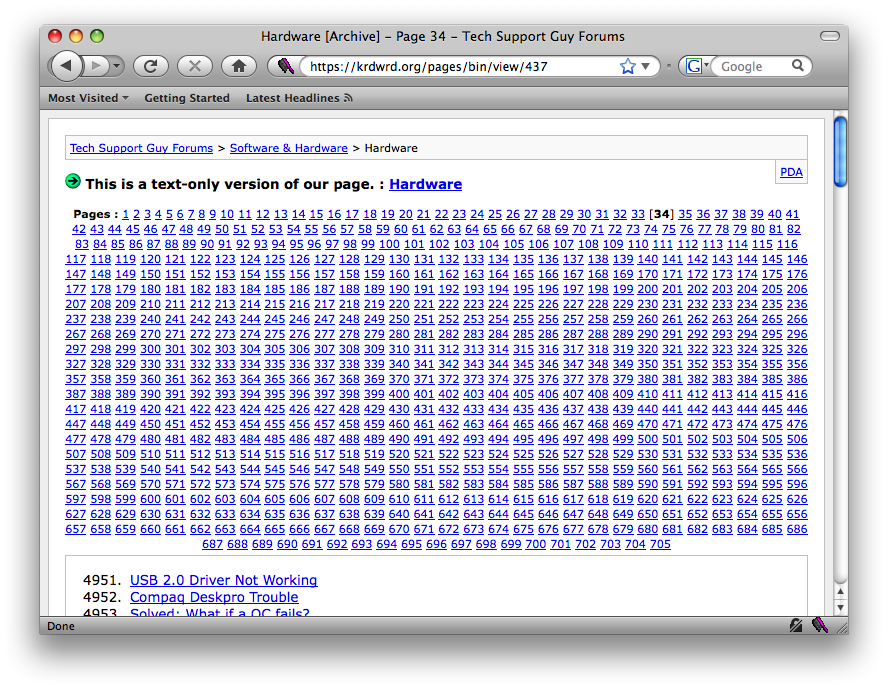 Hardware [Archive] - Page 34 - Tech Support Guy Forums
https://krdwrd.org/pages/bin/view/437
G
Google
Most Visited
Getting Started
Latest Headlines
Tech Support Guy Forums > Software & Hardware > Hardware
PDA
This is a text-only version of our page. : Hardware
Pages : 1 2 3 4 5 6 7 8 9 10 11 12 13 14 15 16 17 18 19 20 21 22 23 24 25 26 27 28 29 30 31 32 33 [34] 35 36 37 38 39 40 41
42 43 44 45 46 47 48 49 50 51 52 53 54 55 56 57 58 59 60 61 62 63 64 65 66 67 68 69 70 71 72 73 74 75 76 77 78 79 80 81 82
83 84 85 86 87 88 89 90 91 92 93 94 95 96 97 98 99 100 101 102 103 104 105 106 107 108 109 110 111 112 113 114 115 116
117 118 119 120 121 122 123 124 125 126 127 128 129 130 131 132 133 134 135 136 137 138 139 140 141 142 143 144 145 146
147 148 149 150 151 152 153 154 155 156 157 158 159 160 161 162 163 164 165 166 167 168 169 170 171 172 173 174 175 176
177 178 179 180 181 182 183 184 185 186 187 188 189 190 191 192 193 194 195 196 197 198 199 200 201 202 203 204 205 206
207 208 209 210 211 212 213 214 215 216 217 218 219 220 221 222 223 224 225 226 227 228 229 230 231 232 233 234 235 236
237 238 239 240 241 242 243 244 245 246 247 248 249 250 251 252 253 254 255 256 257 258 259 260 261 262 263 264 265 266
267 268 269 270 271 272 273 274 275 276 277 278 279 280 281 282 283 284 285 286 287 288 289 290 291 292 293 294 295 296
297 298 299 300 301 302 303 304 305 306 307 308 309 310 311 312 313 314 315 316 317 318 319 320 321 322 323 324 325 326
327 328 329 330 331 332 333 334 335 336 337 338 339 340 341 342 343 344 345 346 347 348 349 350 351 352 353 354 355 356
357 358 359 360 361 362 363 364 365 366 367 368 369 370 371 372 373 374 375 376 377 378 379 380 381 382 383 384 385 386
387 388 389 390 391 392 393 394 395 396 397 398 399 400 401 402 403 404 405 406 407 408 409 410 411 412 413 414 415 416
417 418 419 420 421 422 423 424 425 426 427 428 429 430 431 432 433 434 435 436 437 438 439 440 441 442 443 444 445 446
447 448 449 450 451 452 453 454 455 456 457 458 459 460 461 462 463 464 465 466 467 468 469 470 471 472 473 474 475 476
477 478 479 480 481 482 483 484 485 486 487 488 489 490 491 492 493 494 495 496 497 498 499 500 501 502 503 504 505 506
507 508 509 510 511 512 513 514 515 516 517 518 519 520 521 522 523 524 525 526 527 528 529 530 531 532 533 534 535 536
537 538 539 540 541 542 543 544 545 546 547 548 549 550 551 552 553 554 555 556 557 558 559 560 561 562 563 564 565 566
567 568 569 570 571 572 573 574 575 576 577 578 579 580 581 582 583 584 585 586 587 588 589 590 591 592 593 594 595 596
597 598 599 600 601 602 603 604 605 606 607 608 609 610 611 612 613 614 615 616 617 618 619 620 621 622 623 624 625 626
627 628 629 630 631 632 633 634 635 636 637 638 639 640 641 642 643 644 645 646 647 648 649 650 651 652 653 654 655 656
657 658 659 660 661 662 663 664 665 666 667 668 669 670 671 672 673 674 675 676 677 678 679 680 681 682 683 684 685 686
687 688 689 690 691 692 693 694 695 696 697 698 699 700 701 702 703 704 705
4951. USB 2.0 Driver Not Working
4952. Compaq Deskpro Trouble
4953. Solved: What if a OC fails?
Done